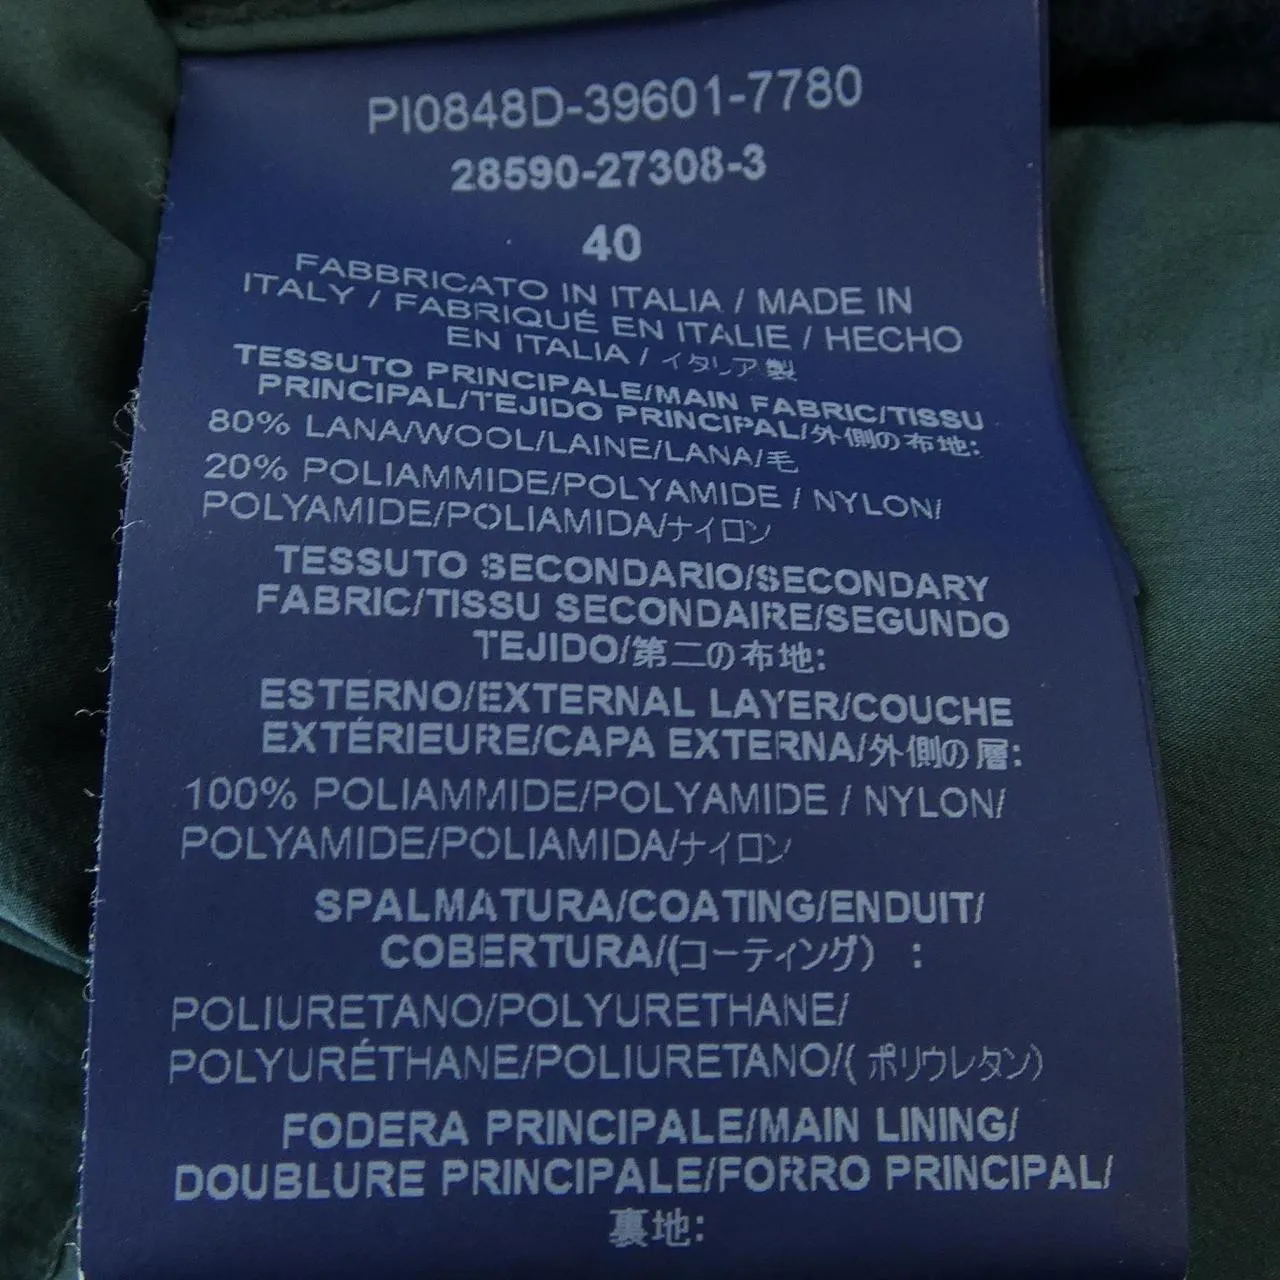 PI0848D-39601-7780
28590-27308-3
40
FABBRICATO IN ITALIA / MADE IN
ITALY / FABRIQUÉ EN ITALIE / HECHO
EN ITALIA / イタリア製
TESSUTO PRINCIPALE/MAIN FABRIC/TISSU
PRINCIPAL/TEJIDO PRINCIPAL/外側の布地:
80% LANA/WOOL/LAINE/LANA/毛
20% POLIAMMIDE/POLYAMIDE / NYLON/
POLYAMIDE/POLIAMIDA/ナイロン
TESSUTO SECONDARIO/SECONDARY
FABRIC/TISSU SECONDAIRE/SEGUNDO
TEJIDO/第二の布地:
ESTERNO/EXTERNAL LAYER/COUCHE
EXTÉRIEURE/CAPA EXTERNA/外側の層:
100% POLIAMMIDE/POLYAMIDE / NYLON/
POLYAMIDE/POLIAMIDA/ナイロン
SPALMATURA/COATING/ENDUIT/
COBERTURA/(コーティング) :
POLIURETANO/POLYURETHANE/
POLYURÉTHANE/POLIURETANO/( ポリウレタン)
FODERA PRINCIPALE/MAIN LINING/
DOUBLURE PRINCIPALE/FORRO PRINCIPAL/
裏地: